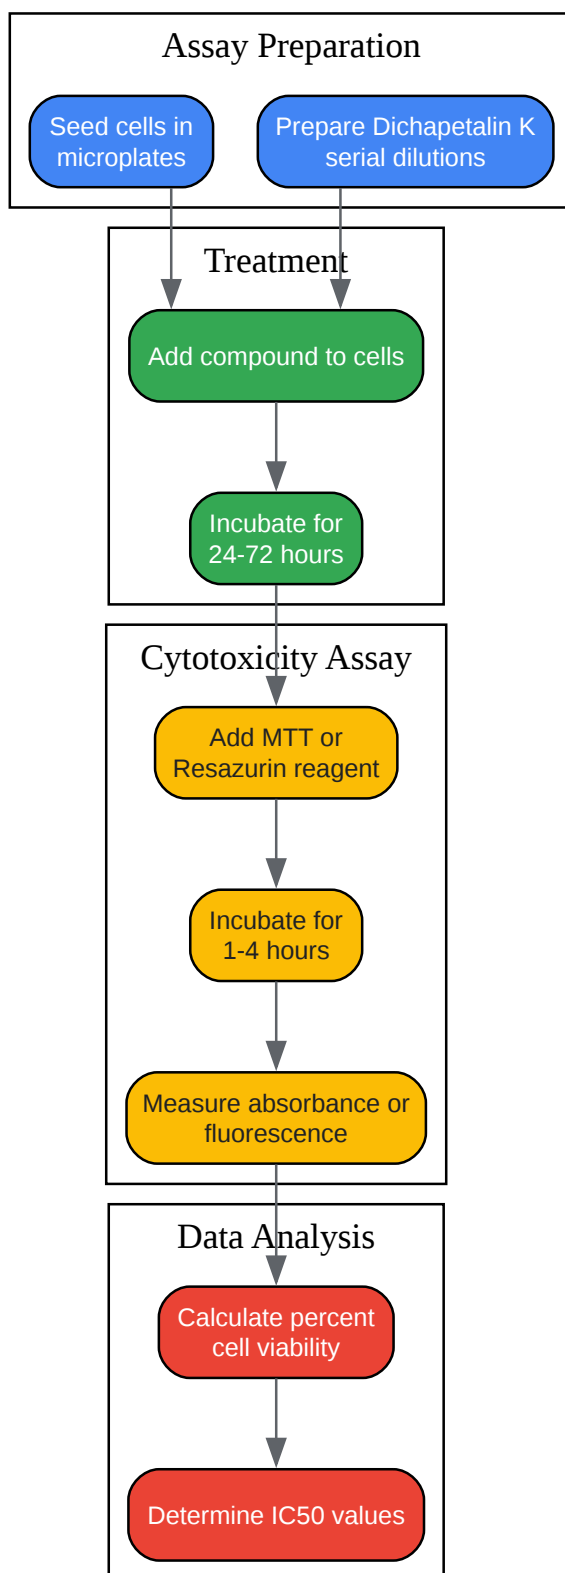 Assay Preparation
Seed cells in
microplates
Prepare Dichapetalin K
serial dilutions
Treatment
Add compound to cells
Incubate for
24-72 hours
Cytotoxicity Assay
Add MTT or
Resazurin reagent
Incubate for
1-4 hours
Measure absorbance or
fluorescence
Data Analysis
Calculate percent
cell viability
Determine IC50 values